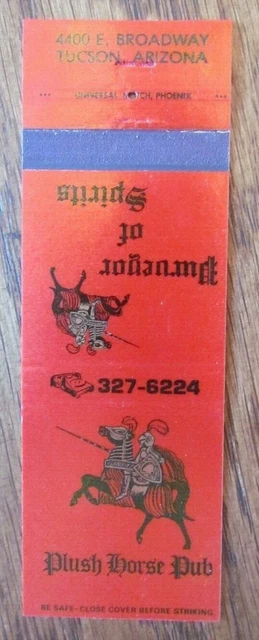 4400 E. BROADWAY
TUCSON, ARIZONA
UNIVERSAL MATCH, PHOENIX
Purveyor
of
Spirits
327-6224
Plush Horse Pub
BE SAFE-CLOSE COVER BEFORE STRIKING